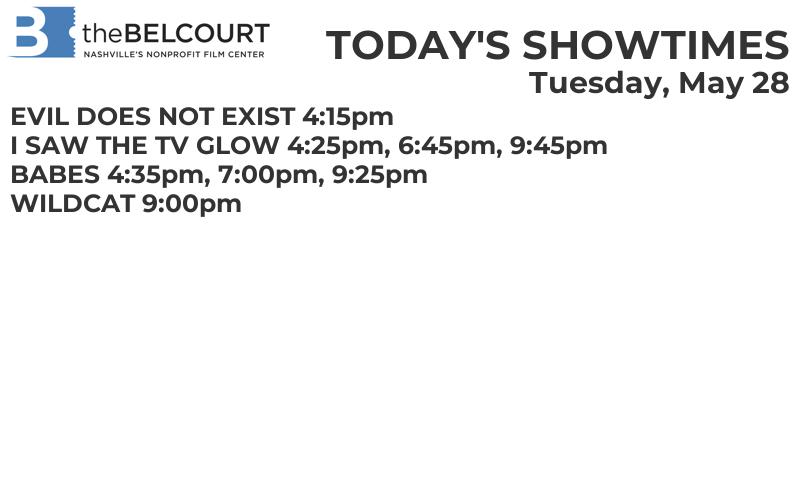 B theBELCOURT
NASHVILLE'S NONPROFIT FILM CENTER
TODAY'S SHOWTIMES
Tuesday, May 28
EVIL DOES NOT EXIST 4:15pm
I SAW THE TV GLOW 4:25pm, 6:45pm, 9:45pm
BABES 4:35pm, 7:00pm, 9:25pm
WILDCAT 9:00pm